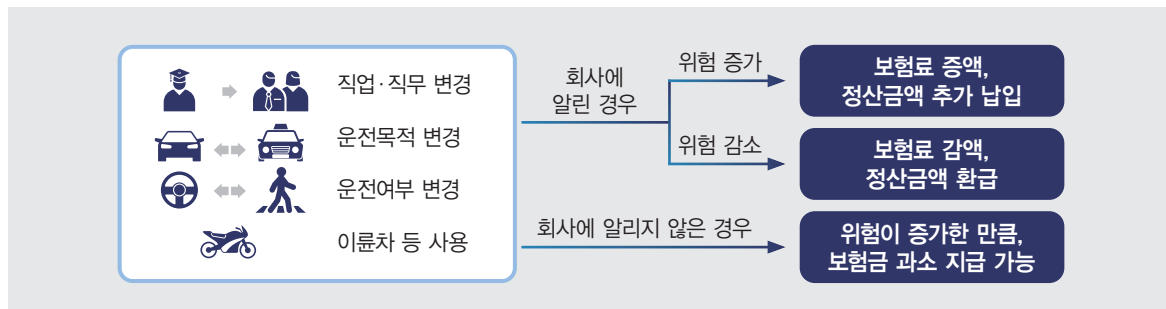 직업·직무 변경
운전목적 변경
운전여부 변경
이륜차 등 사용
회사에
알린 경우
위험 증가
위험 감소
회사에 알리지 않은 경우
보험료 증액,
정산금액 추가 납입
보험료 감액,
정산금액 환급
위험이 증가한 만큼,
보험금 과소 지급 가능